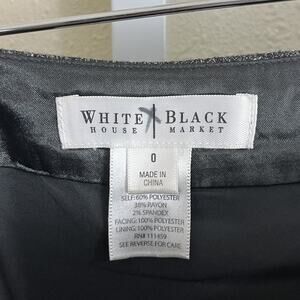 WHITE BLACK
HOUSE MARKET
0
MADE IN
CHINA
SELF: 60% POLYESTER
38% RAYON
2% SPANDEX
FACING: 100% POLYESTER
LINING: 100% POLYESTER
RN# 111459
SEE REVERSE FOR CARE